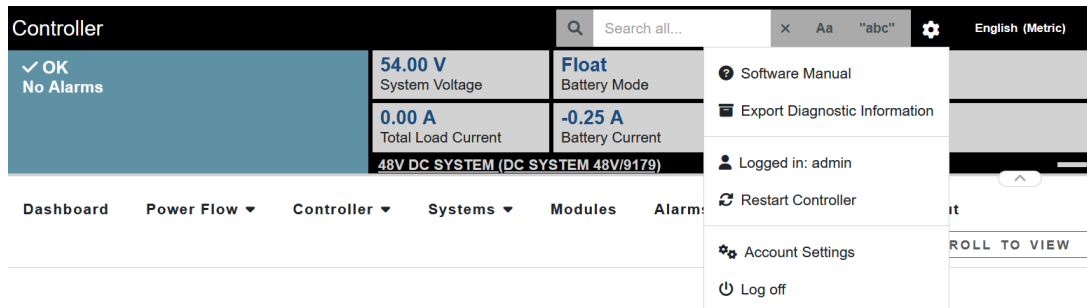 Controller
Search all...
× Aa "abc"
English (Metric)
OK
No Alarms
54.00 V
System Voltage
Float
Battery Mode
0.00 A
Total Load Current
-0.25 A
Battery Current
48V DC SYSTEM (DC SYSTEM 48V/9179)
Software Manual
Export Diagnostic Information
Logged in: admin
Restart Controller
Account Settings
Log off
Dashboard Power Flow Controller Systems Modules Alarms
ROLL TO VIEW